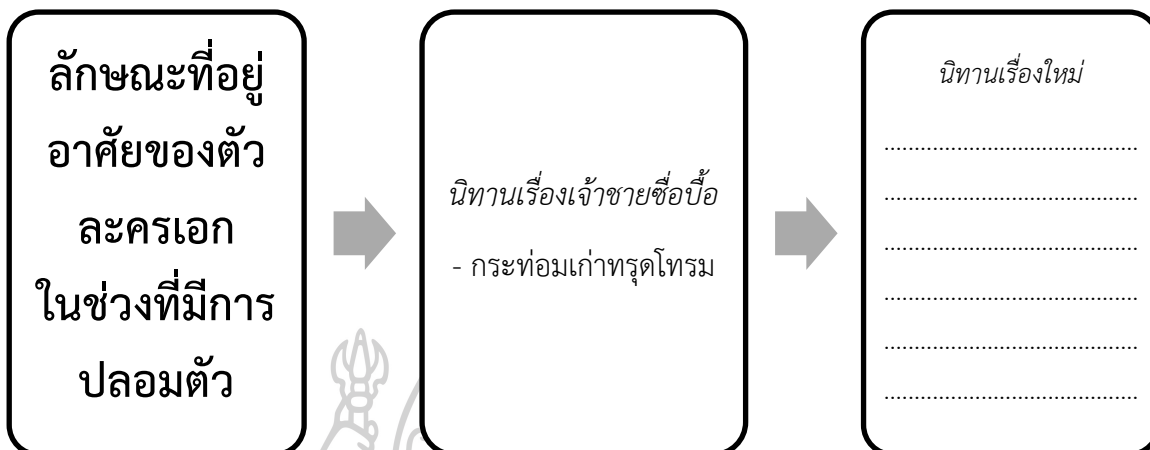 ลักษณะที่อยู่
อาศัยของตัว
ละครเอก
ในช่วงที่มีการ
ปลอมตัว
นิทานเรื่องเจ้าชายซื่อบื้อ
- กระท่อมเก่าทรุดโทรม
นิทานเรื่องใหม่
..........................................
..........................................
..........................................
..........................................
..........................................
..........................................